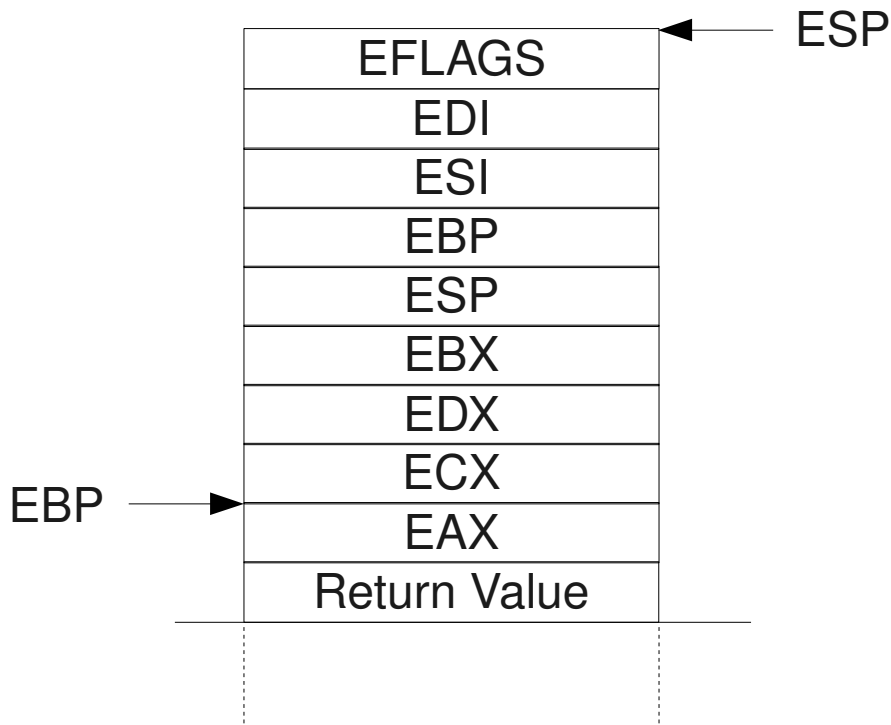 ESP
EFLAGS
EDI
ESI
EBP
ESP
EBX
EDX
ECX
EBP
EAX
Return Value